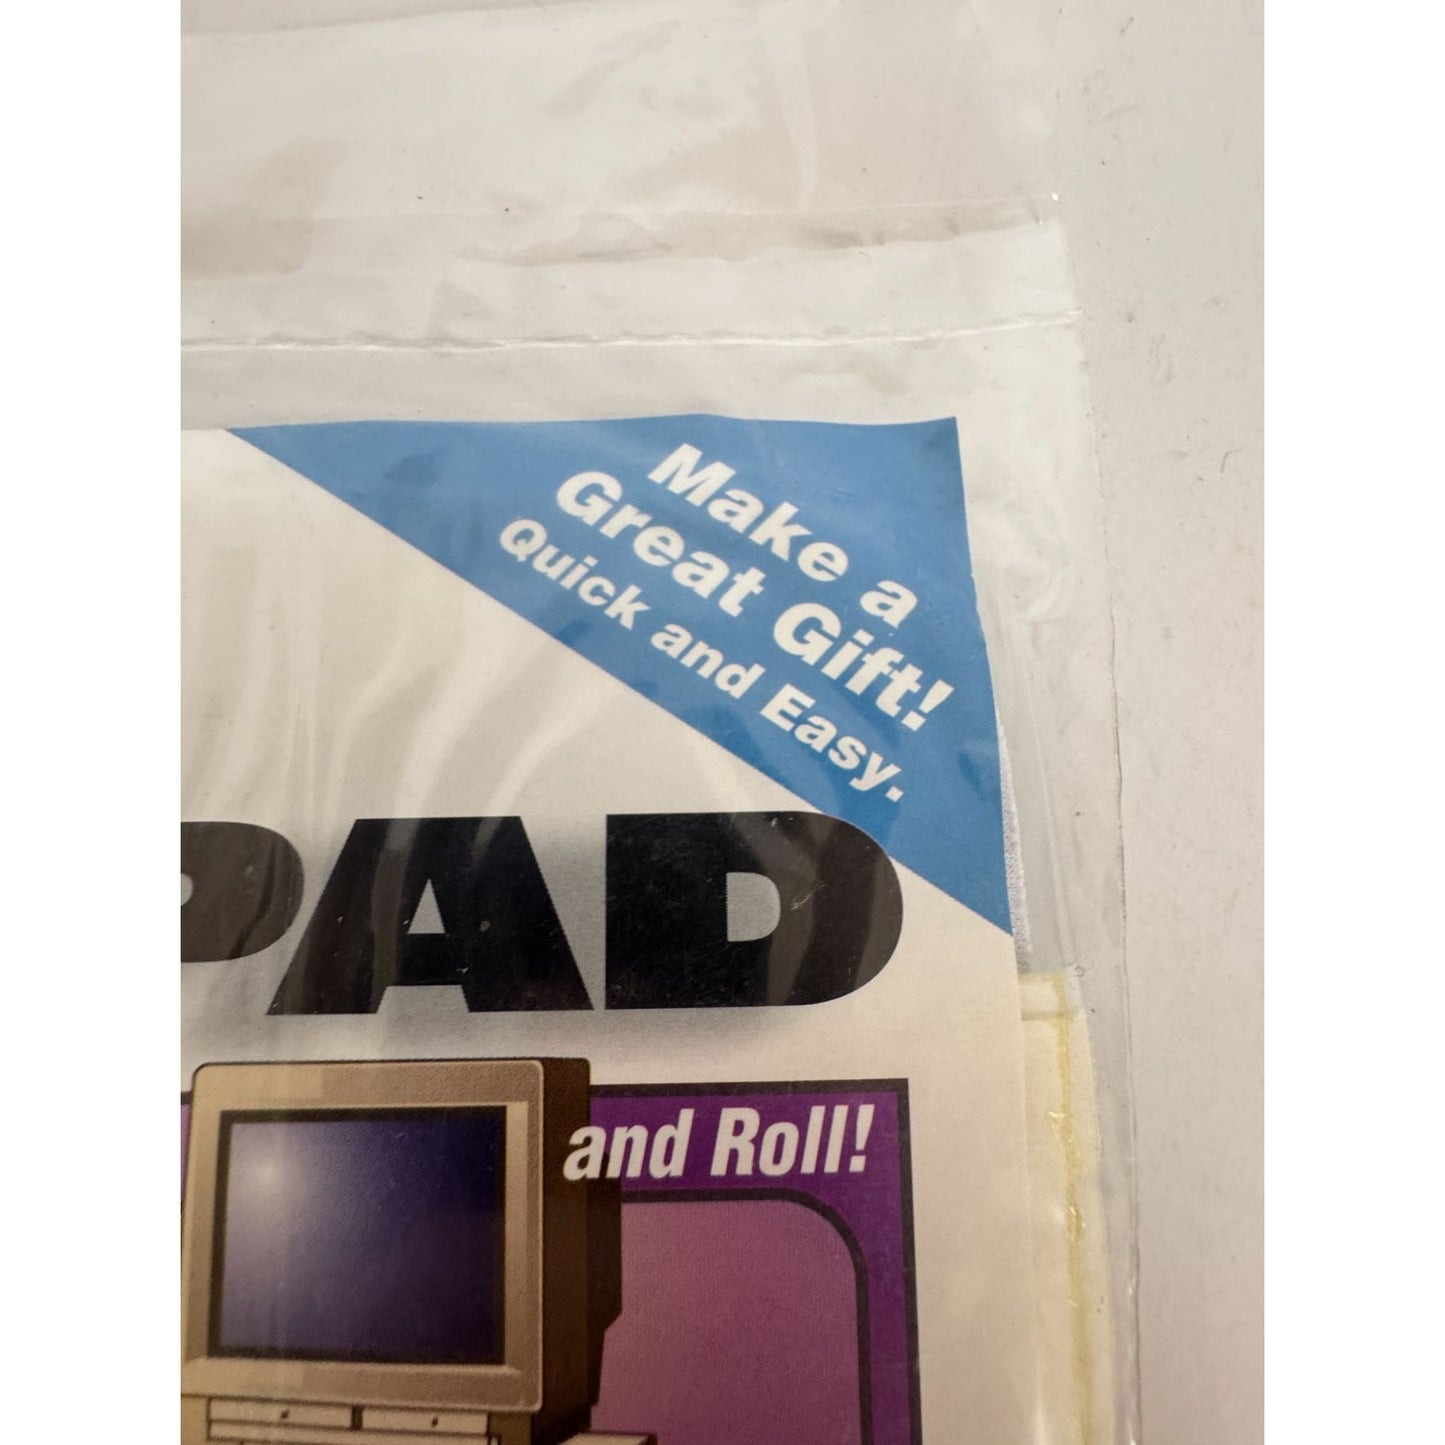 Make a
Great Gift!
Quick and Easy.
PAD
and Roll!